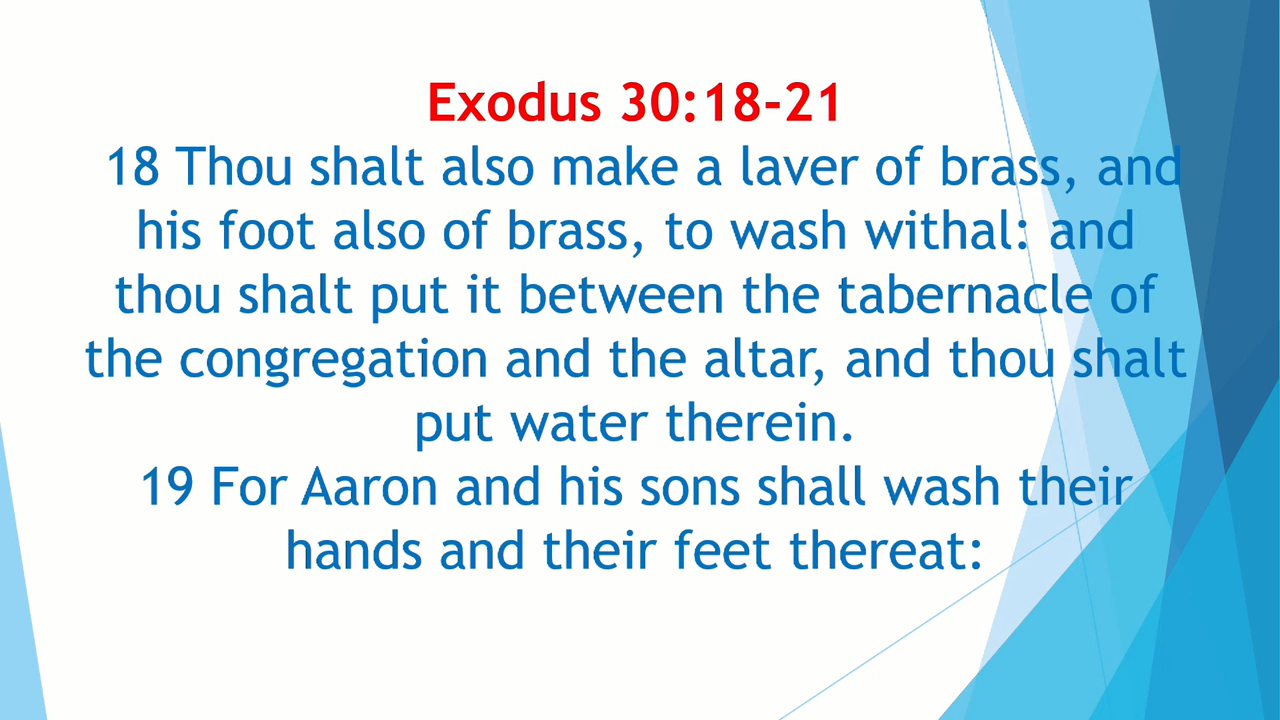 Exodus 30:18-21
18 Thou shalt also make a laver of brass, and
his foot also of brass, to wash withal: and
thou shalt put it between the tabernacle of
the congregation and the altar, and thou shalt
put water therein.
19 For Aaron and his sons shall wash their
hands and their feet thereat: